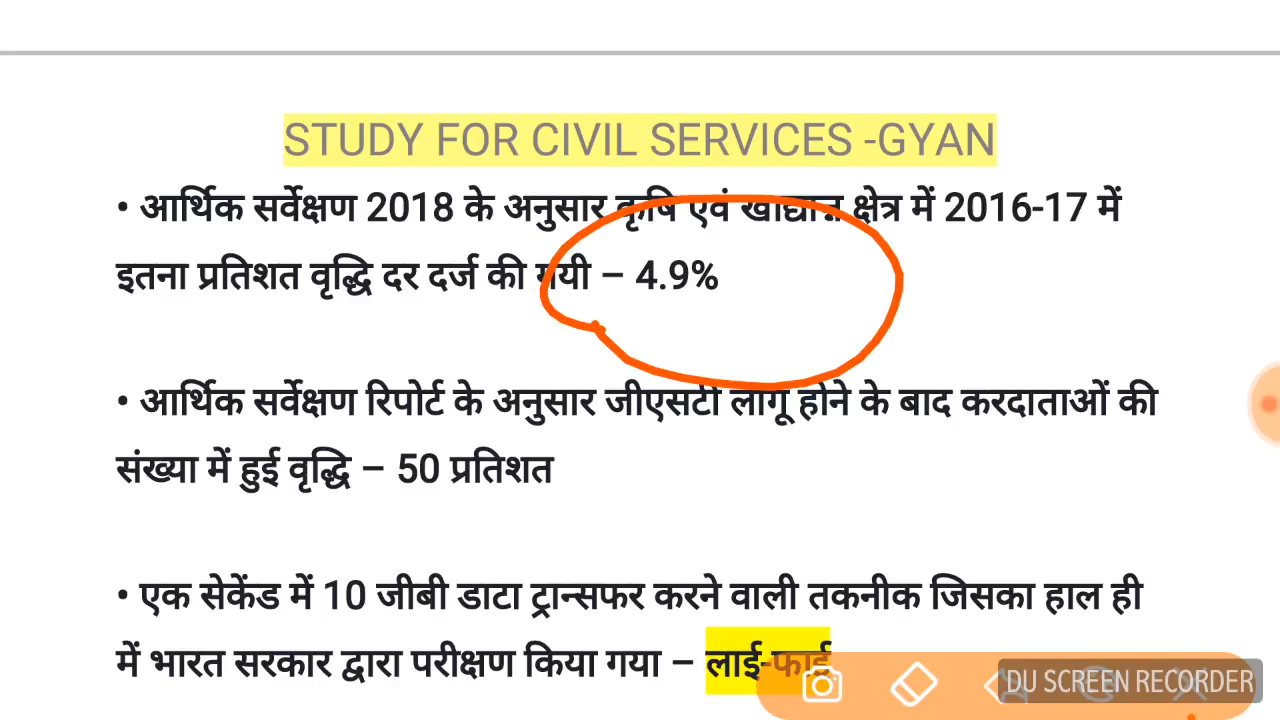 STUDY FOR CIVIL SERVICES -GYAN
• आर्थिक सर्वेक्षण 2018 के अनुसार कृषि एवं खाद्यान्न क्षेत्र में 2016-17 में
इतना प्रतिशत वृद्धि दर दर्ज की गयी – 4.9%
• आर्थिक सर्वेक्षण रिपोर्ट के अनुसार जीएसटी लागू होने के बाद करदाताओं की
संख्या में हुई वृद्धि – 50 प्रतिशत
• एक सेकेंड में 10 जीबी डाटा ट्रान्सफर करने वाली तकनीक जिसका हाल ही
में भारत सरकार द्वारा परीक्षण किया गया – लाई-फाई
DU SCREEN RECORDER